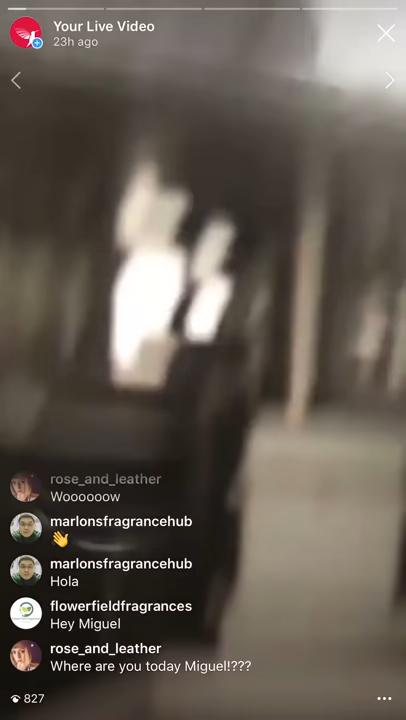 Your Live Video
23h ago
rose_and_leather
Woooooow
marlonsfragrancehub
👋
marlonsfragrancehub
Hola
flowerfieldfragrances
Hey Miguel
rose_and_leather
Where are you today Miguel!???
827